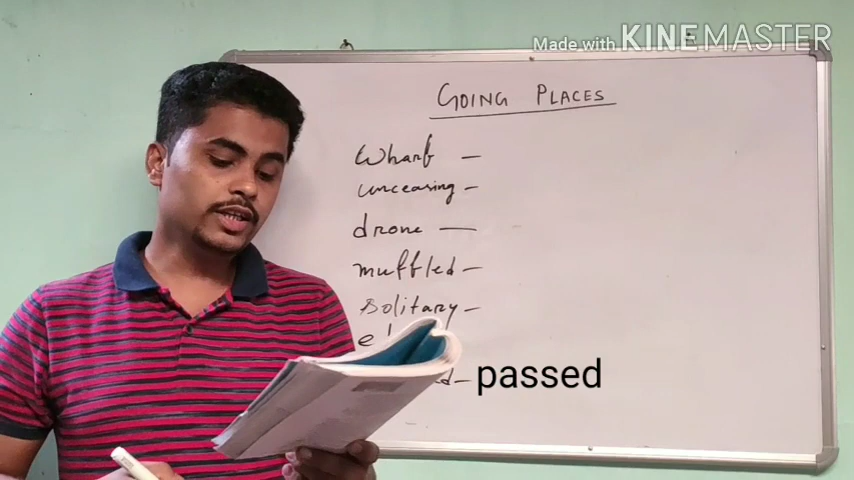 Made with KINEMASTER
GOING PLACES
wharf –
unceasing –
drone —
muffled –
solitary –
passed